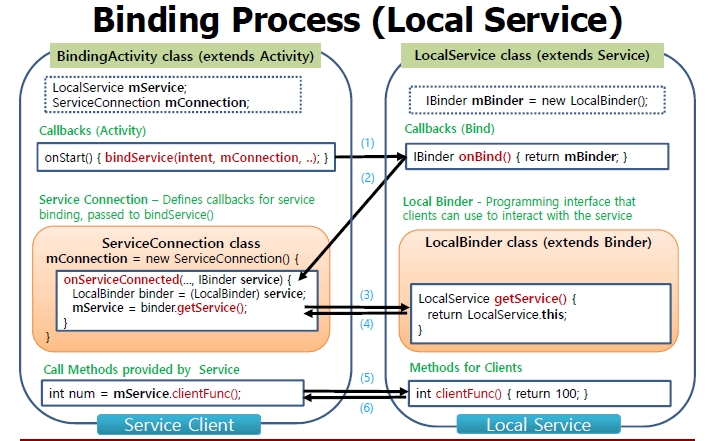 Binding Process (Local Service)
BindingActivity class (extends Activity)
LocalService mService;
ServiceConnection mConnection;
Callbacks (Activity)
onStart() { bindService(intent, mConnection, ..); }
Service Connection – Defines callbacks for service
binding, passed to bindService()
ServiceConnection class
mConnection = new ServiceConnection() {
onServiceConnected(..., IBinder service) {
LocalBinder binder = (LocalBinder) service;
mService = binder.getService();
}
}
Call Methods provided by Service
int num = mService.clientFunc();
Service Client
(1)
(2)
(3)
(4)
(5)
(6)
LocalService class (extends Service)
IBinder mBinder = new LocalBinder();
Callbacks (Bind)
IBinder onBind() { return mBinder; }
Local Binder - Programming interface that
clients can use to interact with the service
LocalBinder class (extends Binder)
LocalService getService() {
return LocalService.this;
}
Methods for Clients
int clientFunc() { return 100; }
Local Service